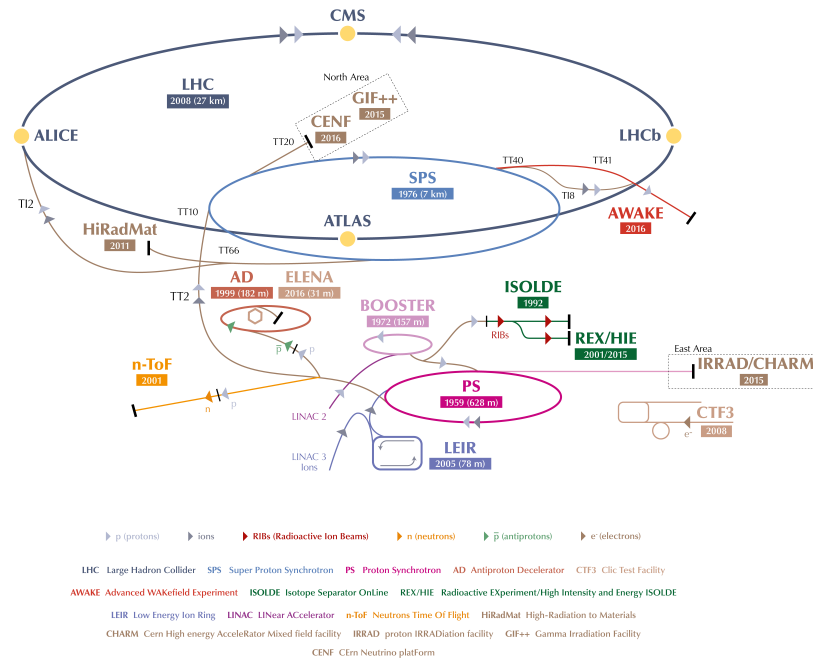 CMS
LHC
2008 (27 km)
North Area
GIF++
2015
CENF
2016
ALICE
LHCb
TT20
TT40
TT41
SPS
1976 (7 km)
TI8
TI2
TT10
AWAKE
2016
ATLAS
HiRadMat
2011
TT66
AD
1999 (182 m)
ELENA
2016 (31 m)
TT2
ISOLDE
1992
BOOSTER
1972 (157 m)
RIBs
REX/HIE
2001/2015
p̅
p
East Area
n-ToF
2001
IRRAD/CHARM
2015
PS
1959 (628 m)
n
p
LINAC 2
CTF3
2008
e-
LEIR
2005 (78 m)
LINAC 3
Ions
p (protons) ions RIBs (Radioactive Ion Beams) n (neutrons) p̅ (antiprotons) e- (electrons)
LHC Large Hadron Collider SPS Super Proton Synchrotron PS Proton Synchrotron AD Antiproton Decelerator CTF3 Clic Test Facility
AWAKE Advanced WAKefield Experiment ISOLDE Isotope Separator OnLine REX/HIE Radioactive EXperiment/High Intensity and Energy ISOLDE
LEIR Low Energy Ion Ring LINAC LINear ACcelerator n-ToF Neutrons Time Of Flight HiRadMat High-Radiation to Materials
CHARM Cern High energy AcceleRator Mixed field facility IRRAD proton IRRADiation facility GIF++ Gamma Irradiation Facility
CENF CErn Neutrino platForm